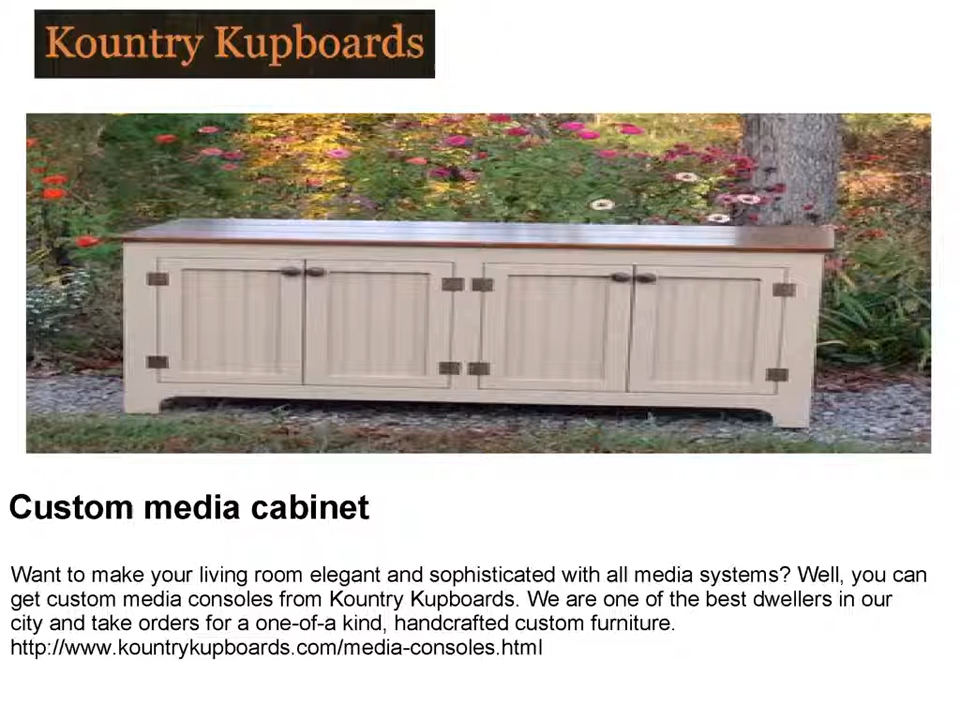 Kountry Kupboards
Custom media cabinet
Want to make your living room elegant and sophisticated with all media systems? Well, you can
get custom media consoles from Kountry Kupboards. We are one of the best dwellers in our
city and take orders for a one-of-a kind, handcrafted custom furniture.
http://www.kountrykupboards.com/media-consoles.html